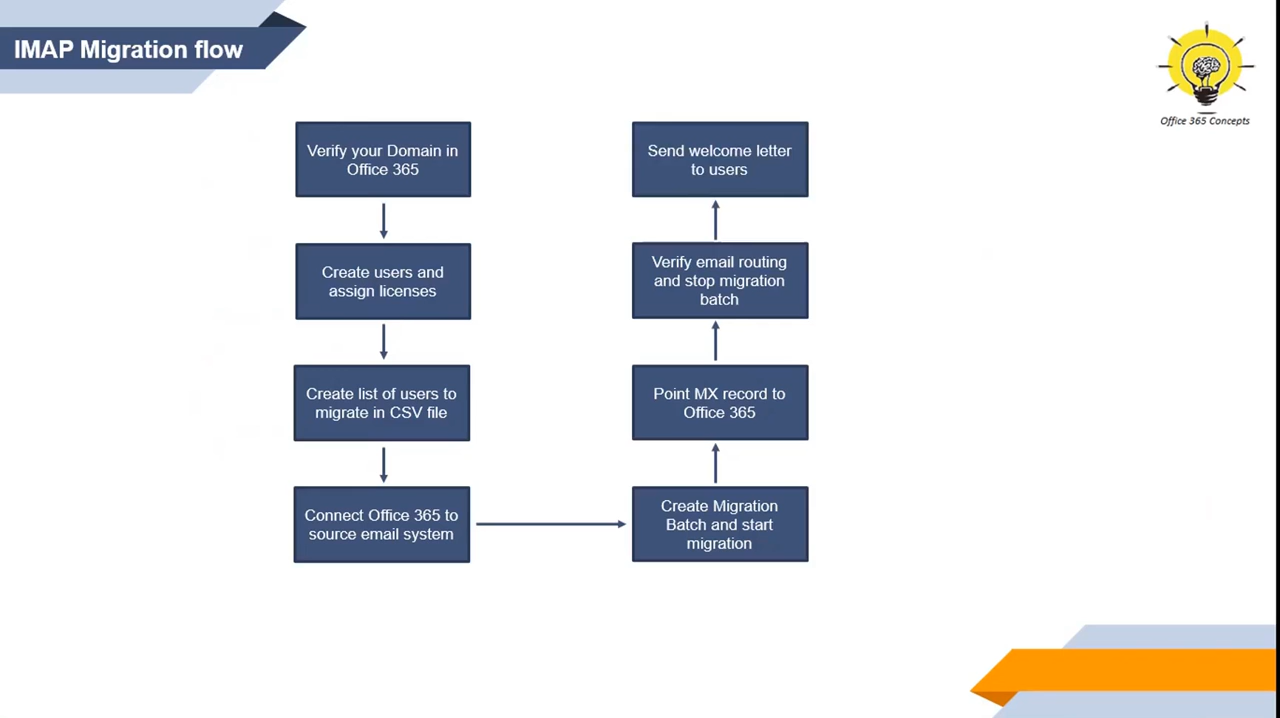 IMAP Migration flow
Office 365 Concepts
Verify your Domain in
Office 365
Create users and
assign licenses
Create list of users to
migrate in CSV file
Connect Office 365 to
source email system
Create Migration
Batch and start
migration
Point MX record to
Office 365
Verify email routing
and stop migration
batch
Send welcome letter
to users